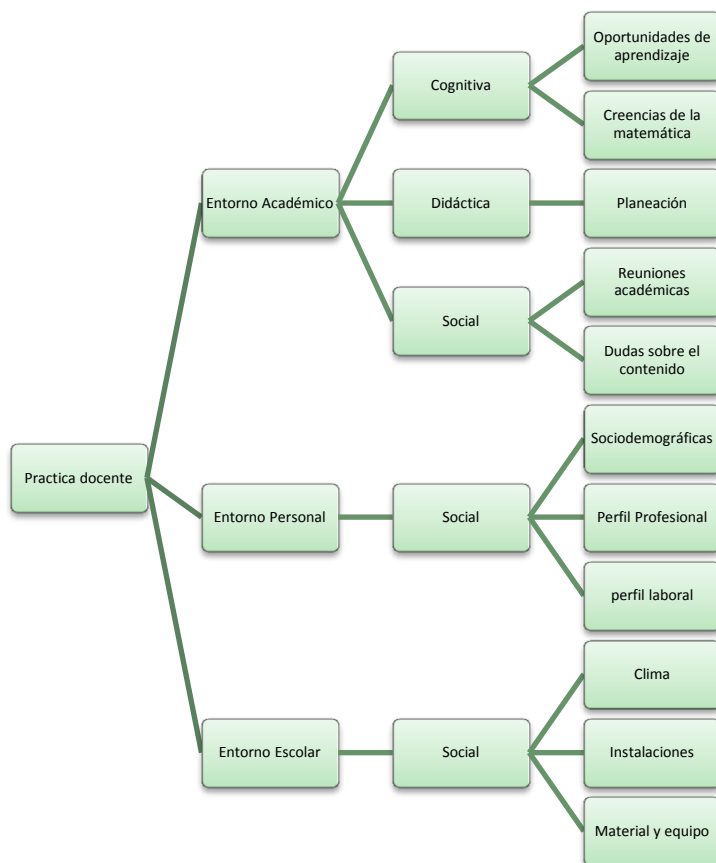 Oportunidades de
aprendizaje
Cognitiva
Creencias de la
matemática
Entorno Académico
Didáctica
Planeación
Reuniones
académicas
Social
Dudas sobre el
contenido
Sociodemográficas
Practica docente
Entorno Personal
Social
Perfil Profesional
perfil laboral
Clima
Entorno Escolar
Social
Instalaciones
Material y equipo